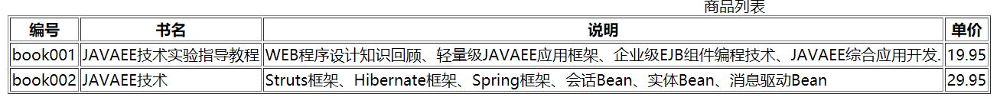 商品列表
编号 书名 说明 单价
book001 JAVAEE技术实验指导教程 WEB程序设计知识回顾、轻量级JAVAEE应用框架、企业级EJB组件编程技术、JAVAEE综合应用开发. 19.95
book002 JAVAEE技术 Struts框架、Hibernate框架、Spring框架、会话Bean、实体Bean、消息驱动Bean 29.95